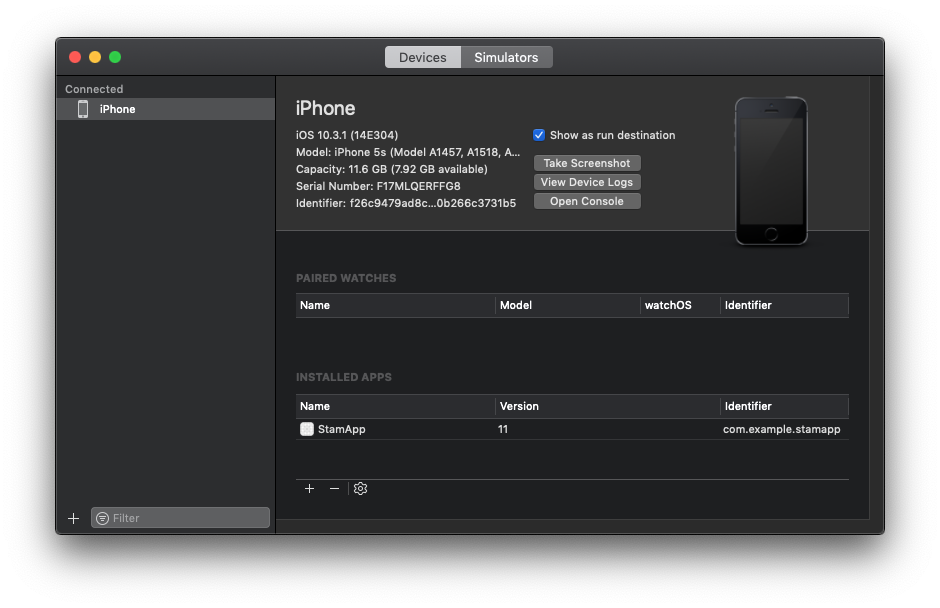 Devices Simulators
Connected
iPhone
Filter
iPhone
iOS 10.3.1 (14E304)
Model: iPhone 5s (Model A1457, A1518, A...
Capacity: 11.6 GB (7.92 GB available)
Serial Number: F17MLQERFFG8
Identifier: f26c9479ad8c...0b266c3731b5
Show as run destination
Take Screenshot
View Device Logs
Open Console
PAIRED WATCHES
Name Model watchOS Identifier
INSTALLED APPS
Name Version Identifier
StamApp 11 com.example.stamapp